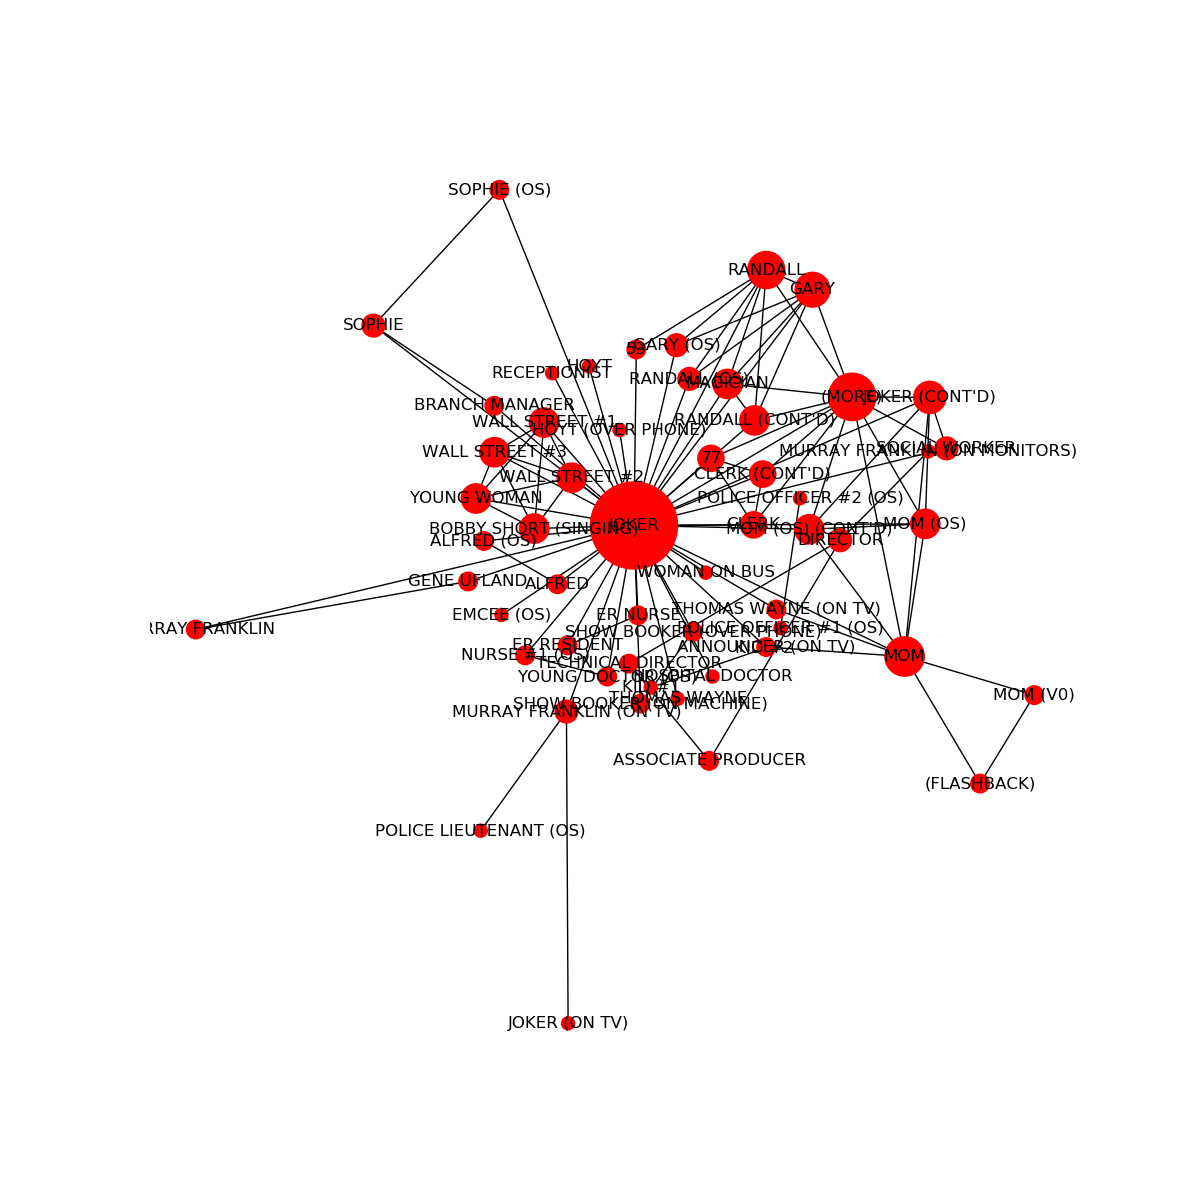 SOPHIE (OS)
RANDALL
GARY
SOPHIE
GARY (OS)
53
HOYT
RECEPTIONIST
RANDALL (OS)
MAGICIAN
(MORE)
JOKER (CONT'D)
BRANCH MANAGER
WALL STREET #1
RANDALL (CONT'D)
HOYT (OVER PHONE)
SOCIAL WORKER
MURRAY FRANKLIN (ON MONITORS)
WALL STREET #3
77
CLERK (CONT'D)
WALL STREET #2
YOUNG WOMAN
POLICE OFFICER #2 (OS)
JOKER
CLERK
MOM (OS)
BOBBY SHORT (SINGING)
MOM (OS) (CONT'D)
ALFRED (OS)
DIRECTOR
WOMAN ON BUS
GENE UFLAND
ALFRED
THOMAS WAYNE (ON TV)
EMCEE (OS)
ER NURSE
RRAY FRANKLIN
POLICE OFFICER #1 (OS)
SHOW BOOKER (OVER PHONE)
ER RESIDENT
ANNOUNCER (ON TV)
KID #2
NURSE #1 (OS)
MOM
TECHNICAL DIRECTOR
YOUNG DOCTOR (OS)
HOSPITAL DOCTOR
KID #1
MOM (V0)
THOMAS WAYNE
SHOW BOOKER (ON MACHINE)
MURRAY FRANKLIN (ON TV)
ASSOCIATE PRODUCER
(FLASHBACK)
POLICE LIEUTENANT (OS)
JOKER (ON TV)